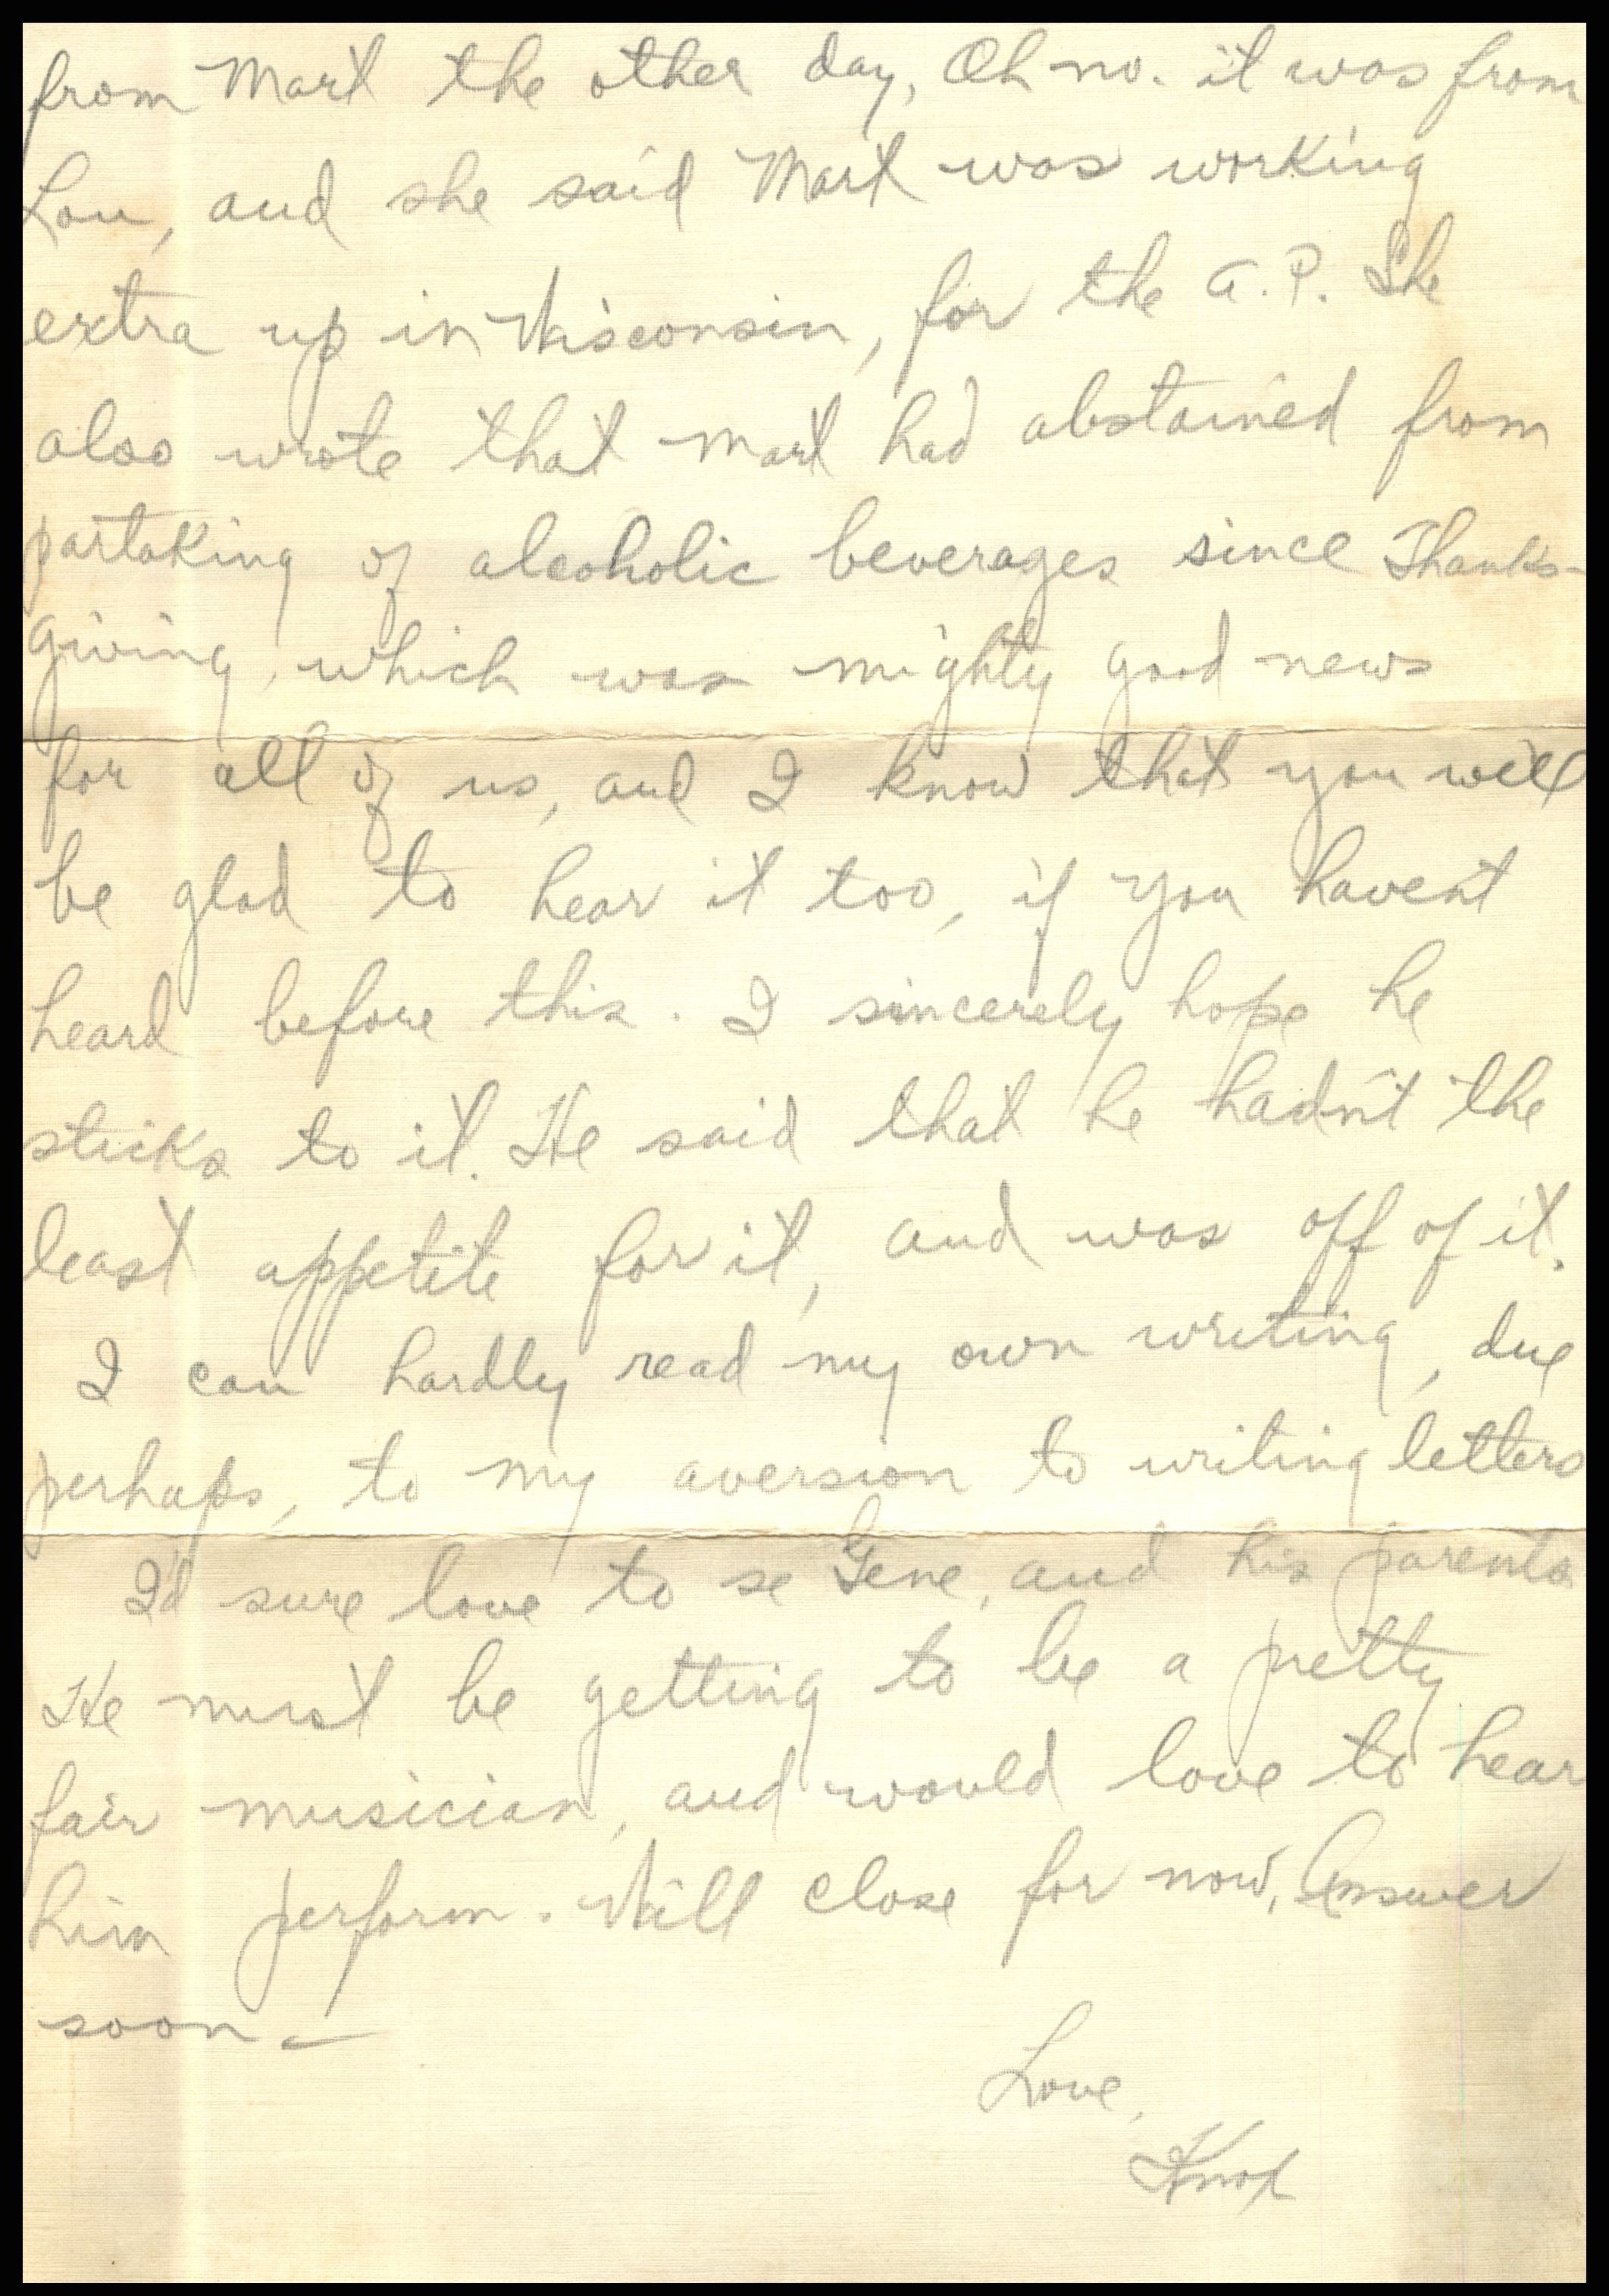 from Mart the other day, Oh no. it was from
Lou, and she said Mart was working
extra up in Wisconsin, for the A.P. She
also wrote that Mart had abstained from
partaking of alcoholic beverages since Thanks-
giving, which was mighty good news
for all of us, and I know that you will
be glad to hear it too, if you havent
heard before this. I sincerely hope he
sticks to it. He said that he hadn't the
least appetite for it, and was off of it.
I can hardly read my own writing, due
perhaps, to my aversion to writing letters
I'd sure love to se Gene, and his parents
He must be getting to be a pretty
fair musician, and would love to hear
him perform. Will close for now, Answer
soon —
Love,
Knox